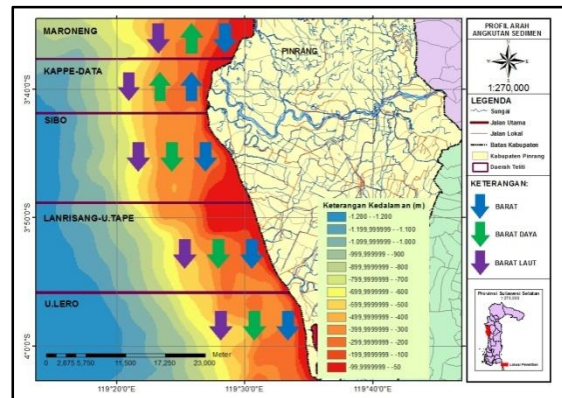 MARONENG
KAPPE-DATA
SIBO
LANRISANG-U.TAPE
U.LERO
PINRANG
3°40'0"S
3°50'0"S
4°0'0"S
119°20'0"E
119°30'0"E
119°40'0"E
0 2,875 5,750 11,500 17,250 23,000
Meter
Keterangan Kedalaman (m)
-1.200 - -1.200
-1.199,999999 - -1.100
-1.099,999999 - -1.000
-999,999999 - -900
-899,999999 - -800
-799,999999 - -700
-699,999999 - -600
-599,999999 - -500
-499,999999 - -400
-399,999999 - -300
-299,999999 - -200
-199,999999 - -100
-99,9999999 - -50
PROFIL ARAH
ANGKUTAN SEDIMEN
1:270,000
LEGENDA
Sungai
Jalan Utama
Jalan Lokal
Batas Kabupaten
Kabupaten Pinrang
Daerah Teliti
KETERANGAN:
BARAT
BARAT DAYA
BARAT LAUT
Provinsi Sulawesi Selatan